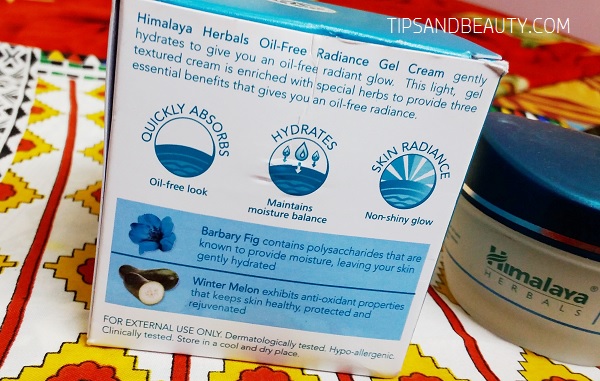 TIPSANDBEAUTY.COM
Himalaya Herbals Oil-Free Radiance Gel Cream gently
hydrates to give you an oil-free radiant glow. This light, gel
textured cream is enriched with special herbs to provide three
essential benefits that gives you an oil-free radiance.
QUICKLY ABSORBS
Oil-free look
HYDRATES
Maintains
moisture balance
SKIN RADIANCE
Non-shiny glow
Barbary Fig contains polysaccharides that are
known to provide moisture, leaving your skin
gently hydrated
Winter Melon exhibits anti-oxidant properties
that keeps skin healthy, protected and
rejuvenated
FOR EXTERNAL USE ONLY. Dermatologically tested. Hypo-allergenic.
Clinically tested. Store in a cool and dry place.
Himalaya
HERBALS